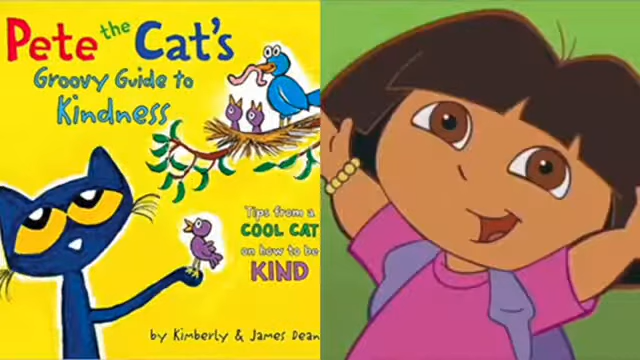 Pete the Cat's
Groovy Guide to
Kindness
Tips from a
COOL CAT
on how to be
KIND
by Kimberly & James Dean